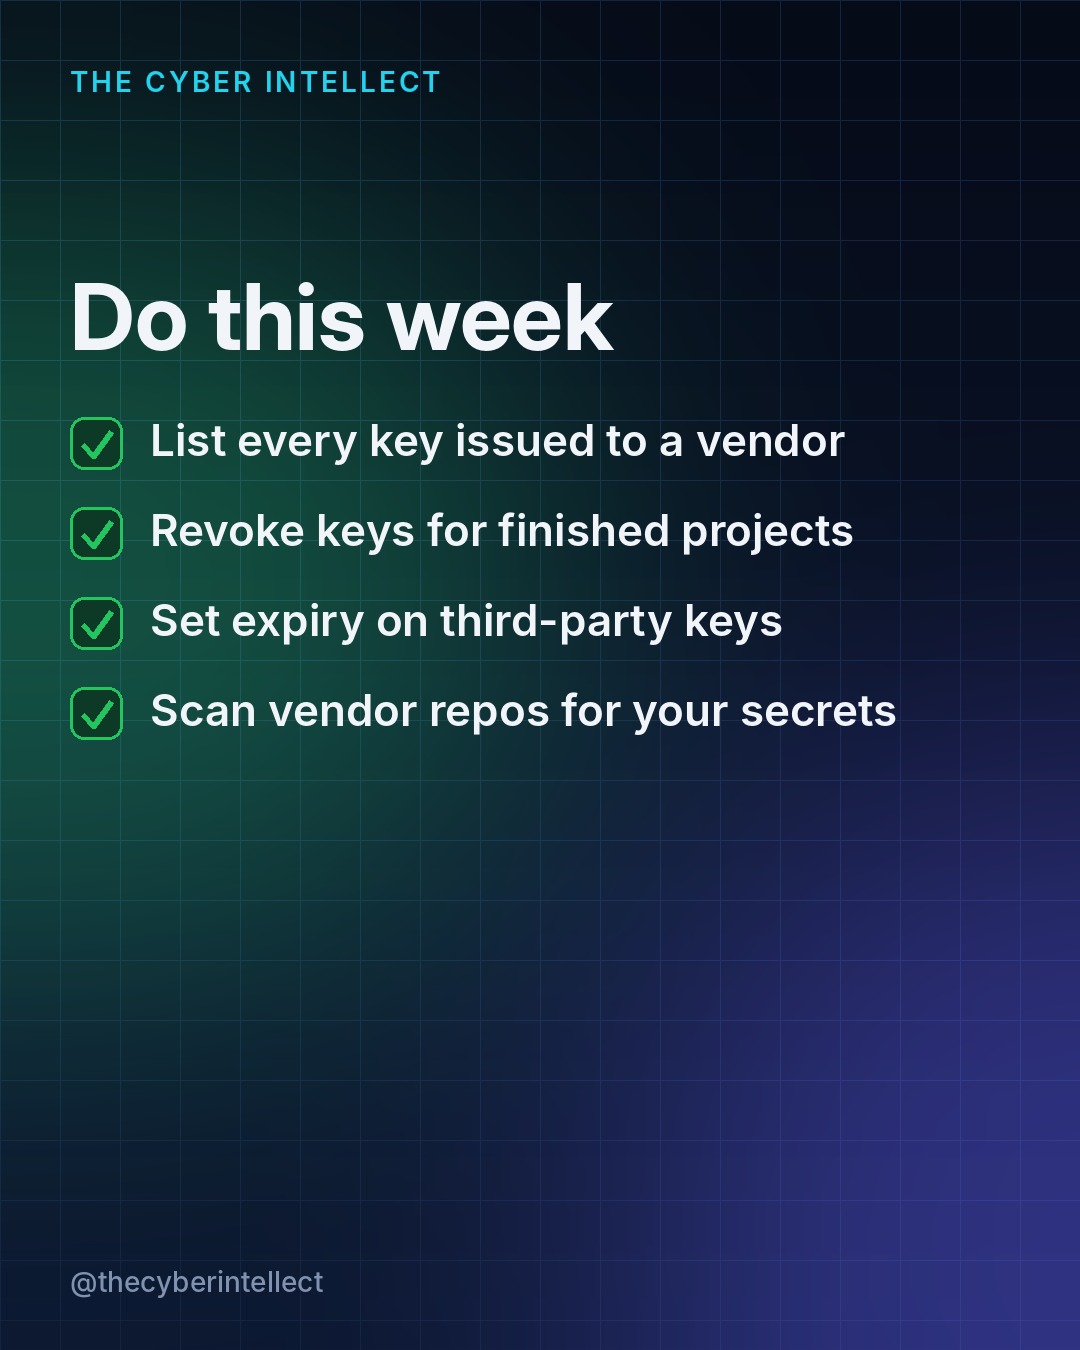 THE CYBER INTELLECT
Do this week
List every key issued to a vendor
Revoke keys for finished projects
Set expiry on third-party keys
Scan vendor repos for your secrets
@thecyberintellect